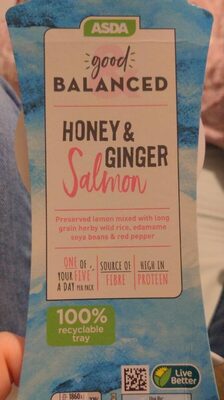 ASDA
good
BALANCED
HONEY &
GINGER
Salmon
Preserved lemon mixed with long
grain herby wild rice, edamame
soya beans & red pepper
ONE OF
YOUR FIVE
A DAY PER PACK
SOURCE OF
FIBRE
HIGH IN
PROTEIN
100%
recyclable
tray
Live
Better